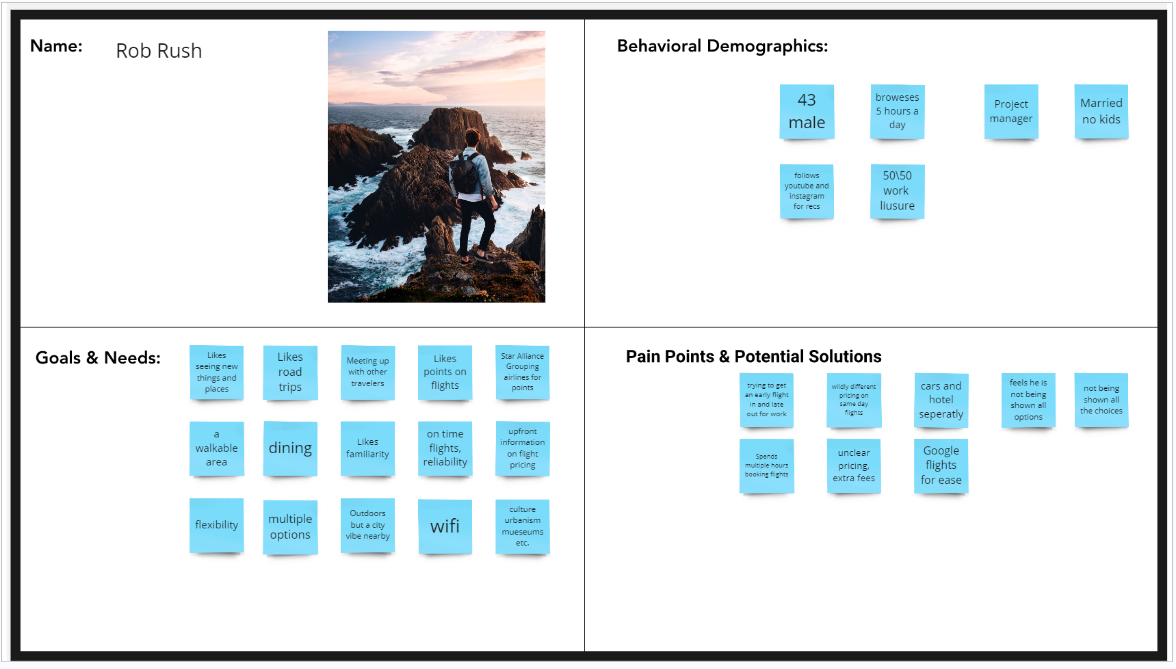 Name:
Rob Rush
Behavioral Demographics:
43
male
broweses
5 hours a
day
Project
manager
Married
no kids
follows
youtube and
instagram
for recs
50\50
work
liusure
Goals & Needs:
Likes
seeing new
things and
places
Likes
road
trips
Meeting up
with other
travelers
Likes
points on
flights
Star Alliance
Grouping
airlines for
points
a
walkable
area
dining
Likes
familiarity
on time
flights,
reliability
upfront
information
on flight
pricing
flexibility
multiple
options
Outdoors
but a city
vibe nearby
wifi
culture
urbanism
mueseums
etc.
Pain Points & Potential Solutions
trying to get
an early flight
in and late
out for work
wildly different
pricing on
same day
flights
cars and
hotel
seperatly
feels he is
not being
shown all
options
not being
shown all
the choices
Spends
multiple hours
booking flights
unclear
pricing,
extra fees
Google
flights
for ease